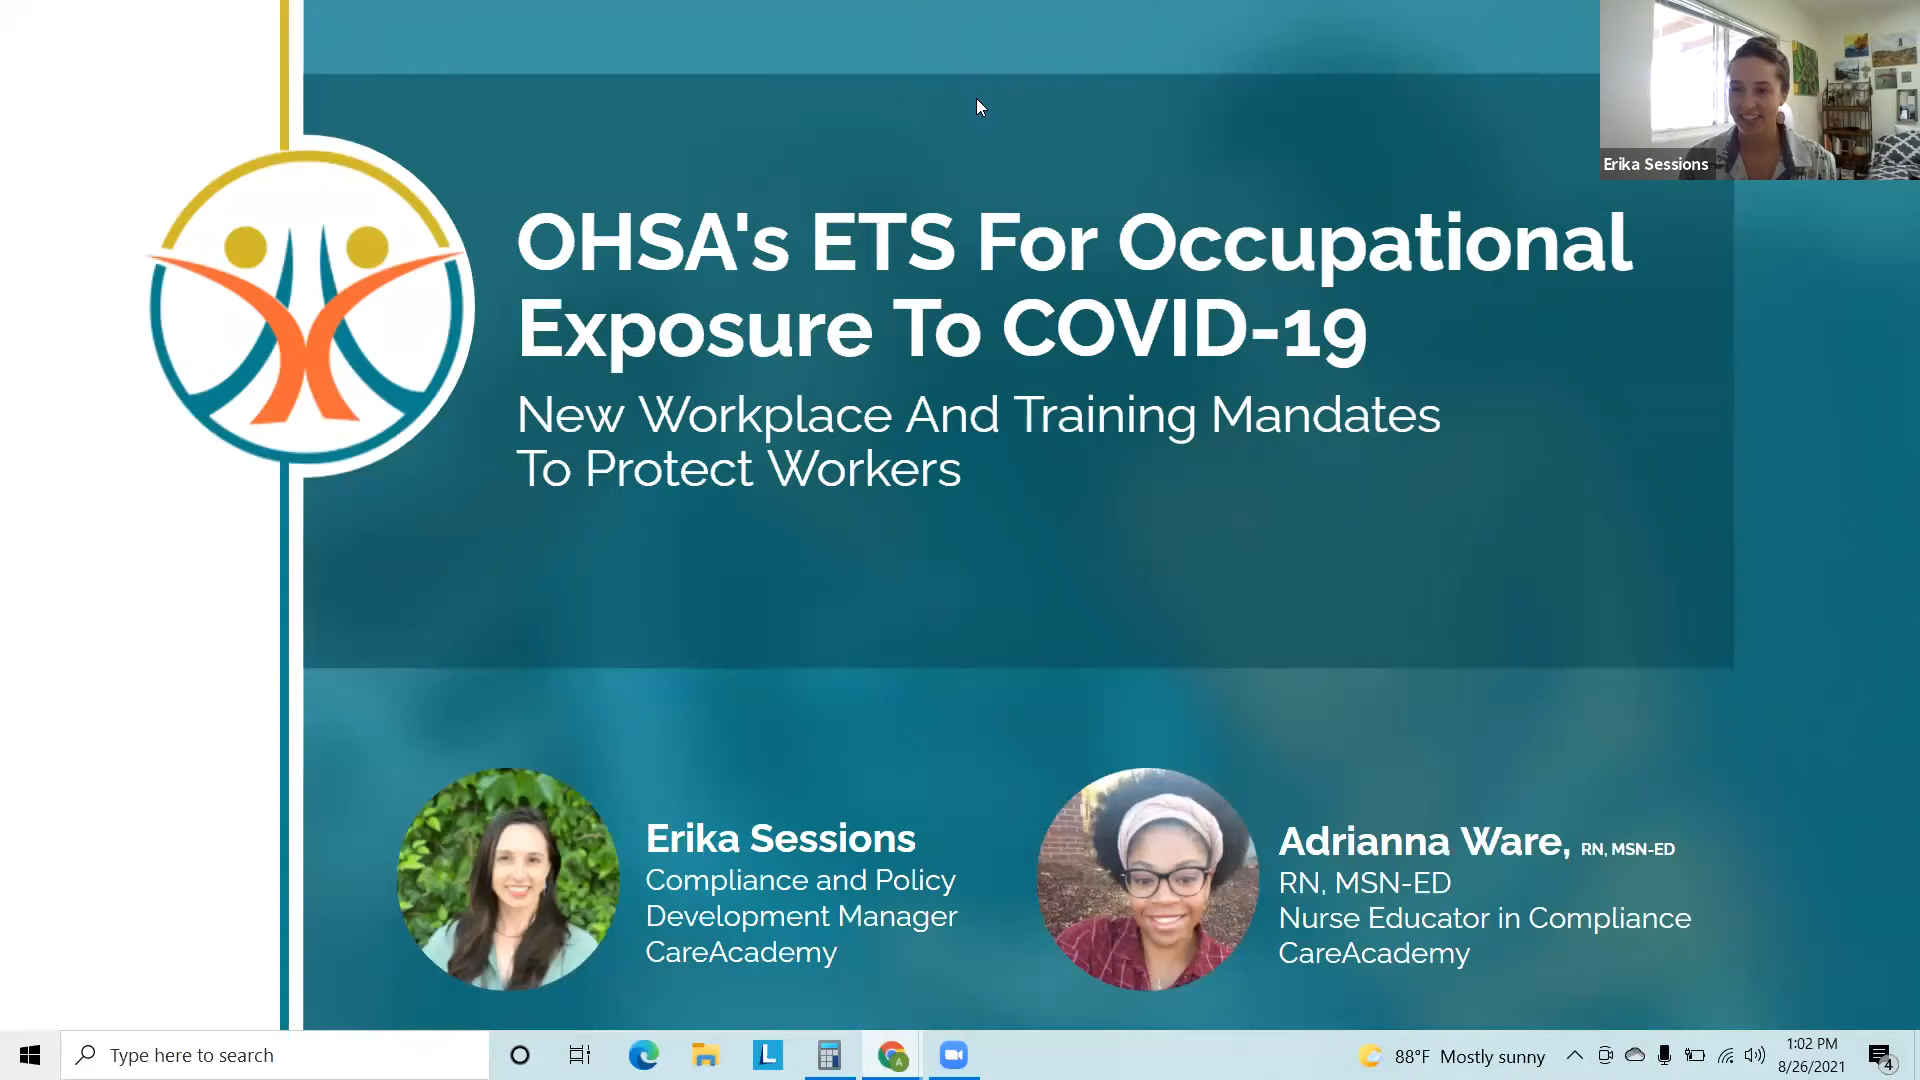 Erika Sessions
OHSA's ETS For Occupational
Exposure To COVID-19
New Workplace And Training Mandates
To Protect Workers
Erika Sessions
Compliance and Policy
Development Manager
CareAcademy
Adrianna Ware, RN, MSN-ED
RN, MSN-ED
Nurse Educator in Compliance
CareAcademy
Type here to search
L
A
88°F Mostly sunny
1:02 PM
8/26/2021
4